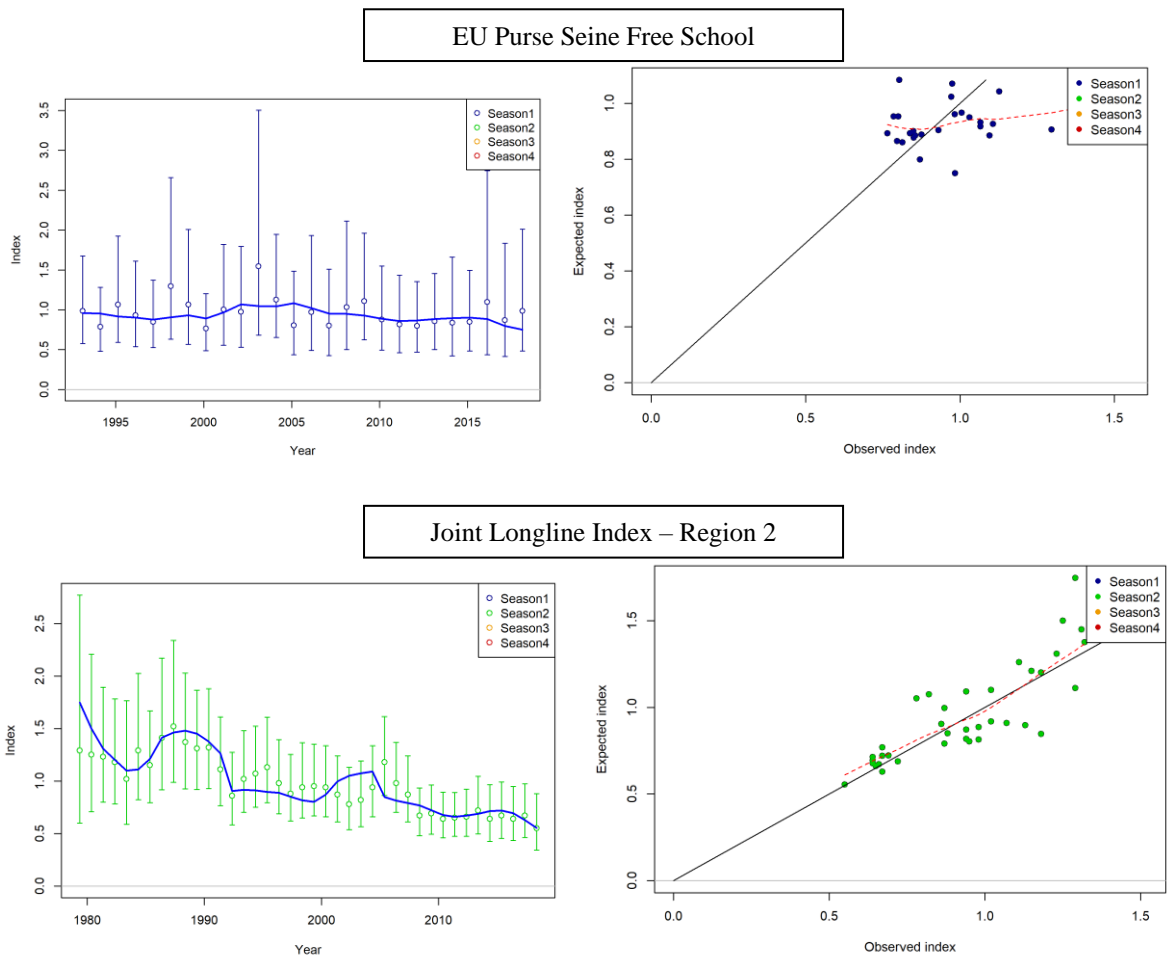 EU Purse Seine Free School
Index
3.5
3.0
2.5
2.0
1.5
1.0
0.5
0.0
Season1
Season2
Season3
Season4
1995
2000
2005
2010
2015
Year
Expected index
1.0
0.8
0.6
0.4
0.2
0.0
Season1
Season2
Season3
Season4
0.0
0.5
1.0
1.5
Observed index
Joint Longline Index – Region 2
Index
2.5
2.0
1.5
1.0
0.5
0.0
Season1
Season2
Season3
Season4
1980
1990
2000
2010
Year
Expected index
1.5
1.0
0.5
0.0
Season1
Season2
Season3
Season4
0.0
0.5
1.0
1.5
Observed index